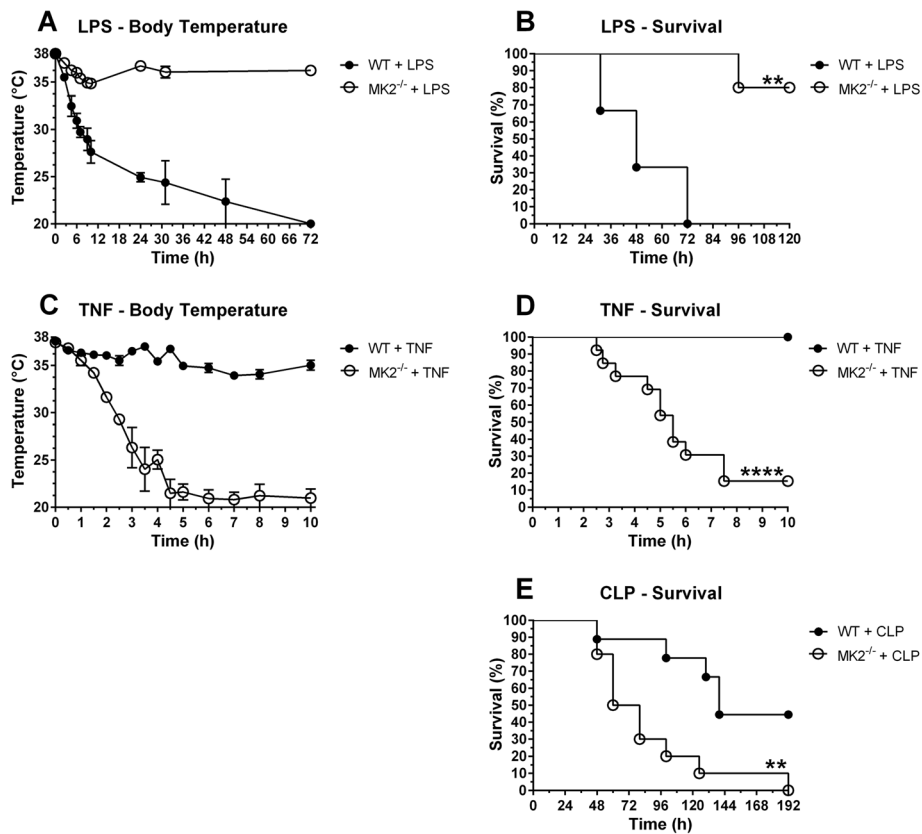 A
LPS - Body Temperature
38
35
30
25
20
Temperature (°C)
0 6 12 18 24 30 36 42 48 54 60 66 72
Time (h)
WT + LPS
MK2-/- + LPS
B
LPS - Survival
100
90
80
70
60
50
40
30
20
10
0
Survival (%)
0 12 24 36 48 60 72 84 96 108 120
Time (h)
**
WT + LPS
MK2-/- + LPS
C
TNF - Body Temperature
38
35
30
25
20
Temperature (°C)
0 1 2 3 4 5 6 7 8 9 10
Time (h)
WT + TNF
MK2-/- + TNF
D
TNF - Survival
100
90
80
70
60
50
40
30
20
10
0
Survival (%)
0 1 2 3 4 5 6 7 8 9 10
Time (h)
****
WT + TNF
MK2-/- + TNF
E
CLP - Survival
100
90
80
70
60
50
40
30
20
10
0
Survival (%)
0 24 48 72 96 120 144 168 192
Time (h)
**
WT + CLP
MK2-/- + CLP